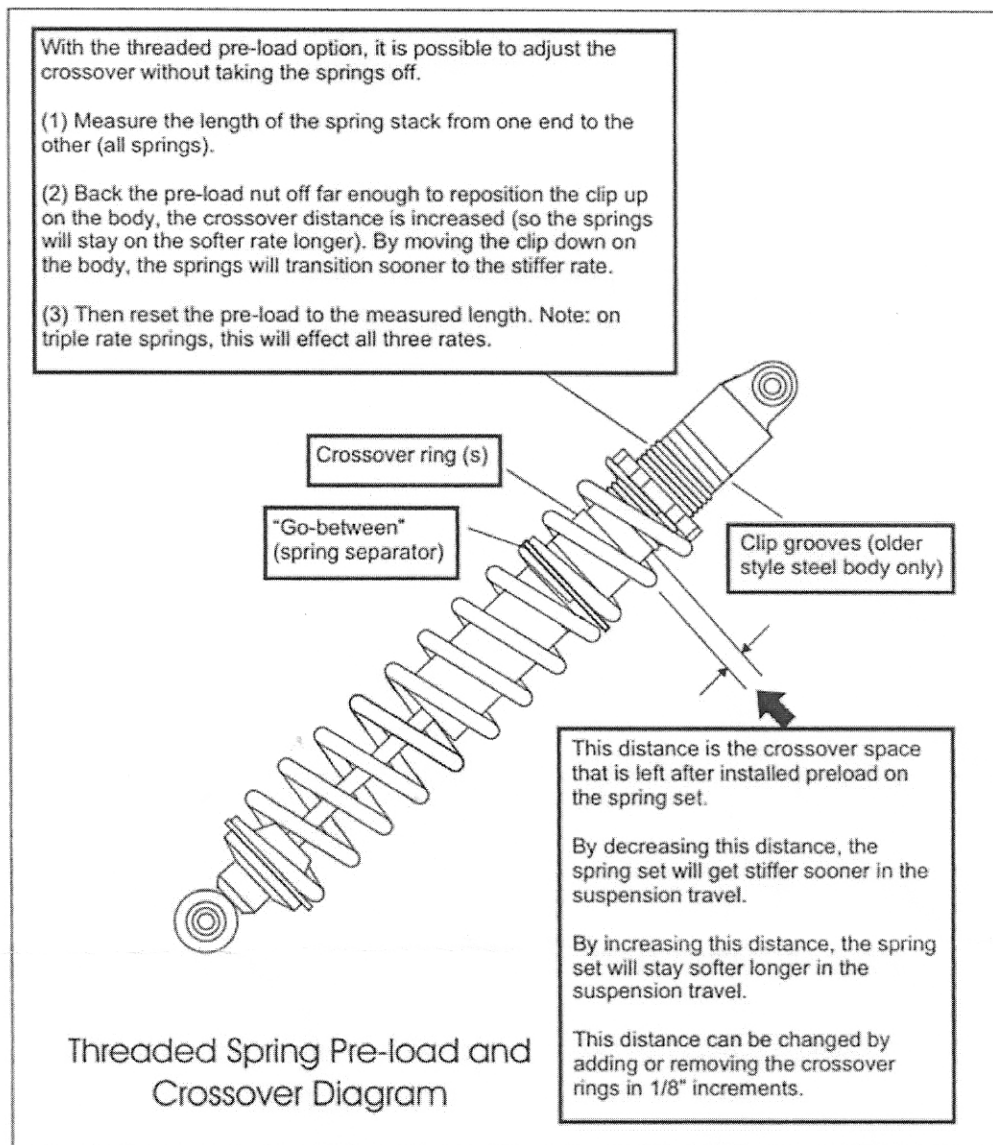 With the threaded pre-load option, it is possible to adjust the
crossover without taking the springs off.
(1) Measure the length of the spring stack from one end to the
other (all springs).
(2) Back the pre-load nut off far enough to reposition the clip up
on the body, the crossover distance is increased (so the springs
will stay on the softer rate longer). By moving the clip down on
the body, the springs will transition sooner to the stiffer rate.
(3) Then reset the pre-load to the measured length. Note: on
triple rate springs, this will effect all three rates.
Crossover ring (s)
"Go-between"
(spring separator)
Clip grooves (older
style steel body only)
This distance is the crossover space
that is left after installed preload on
the spring set.
By decreasing this distance, the
spring set will get stiffer sooner in the
suspension travel.
By increasing this distance, the spring
set will stay softer longer in the
suspension travel.
This distance can be changed by
adding or removing the crossover
rings in 1/8" increments.
Threaded Spring Pre-load and
Crossover Diagram